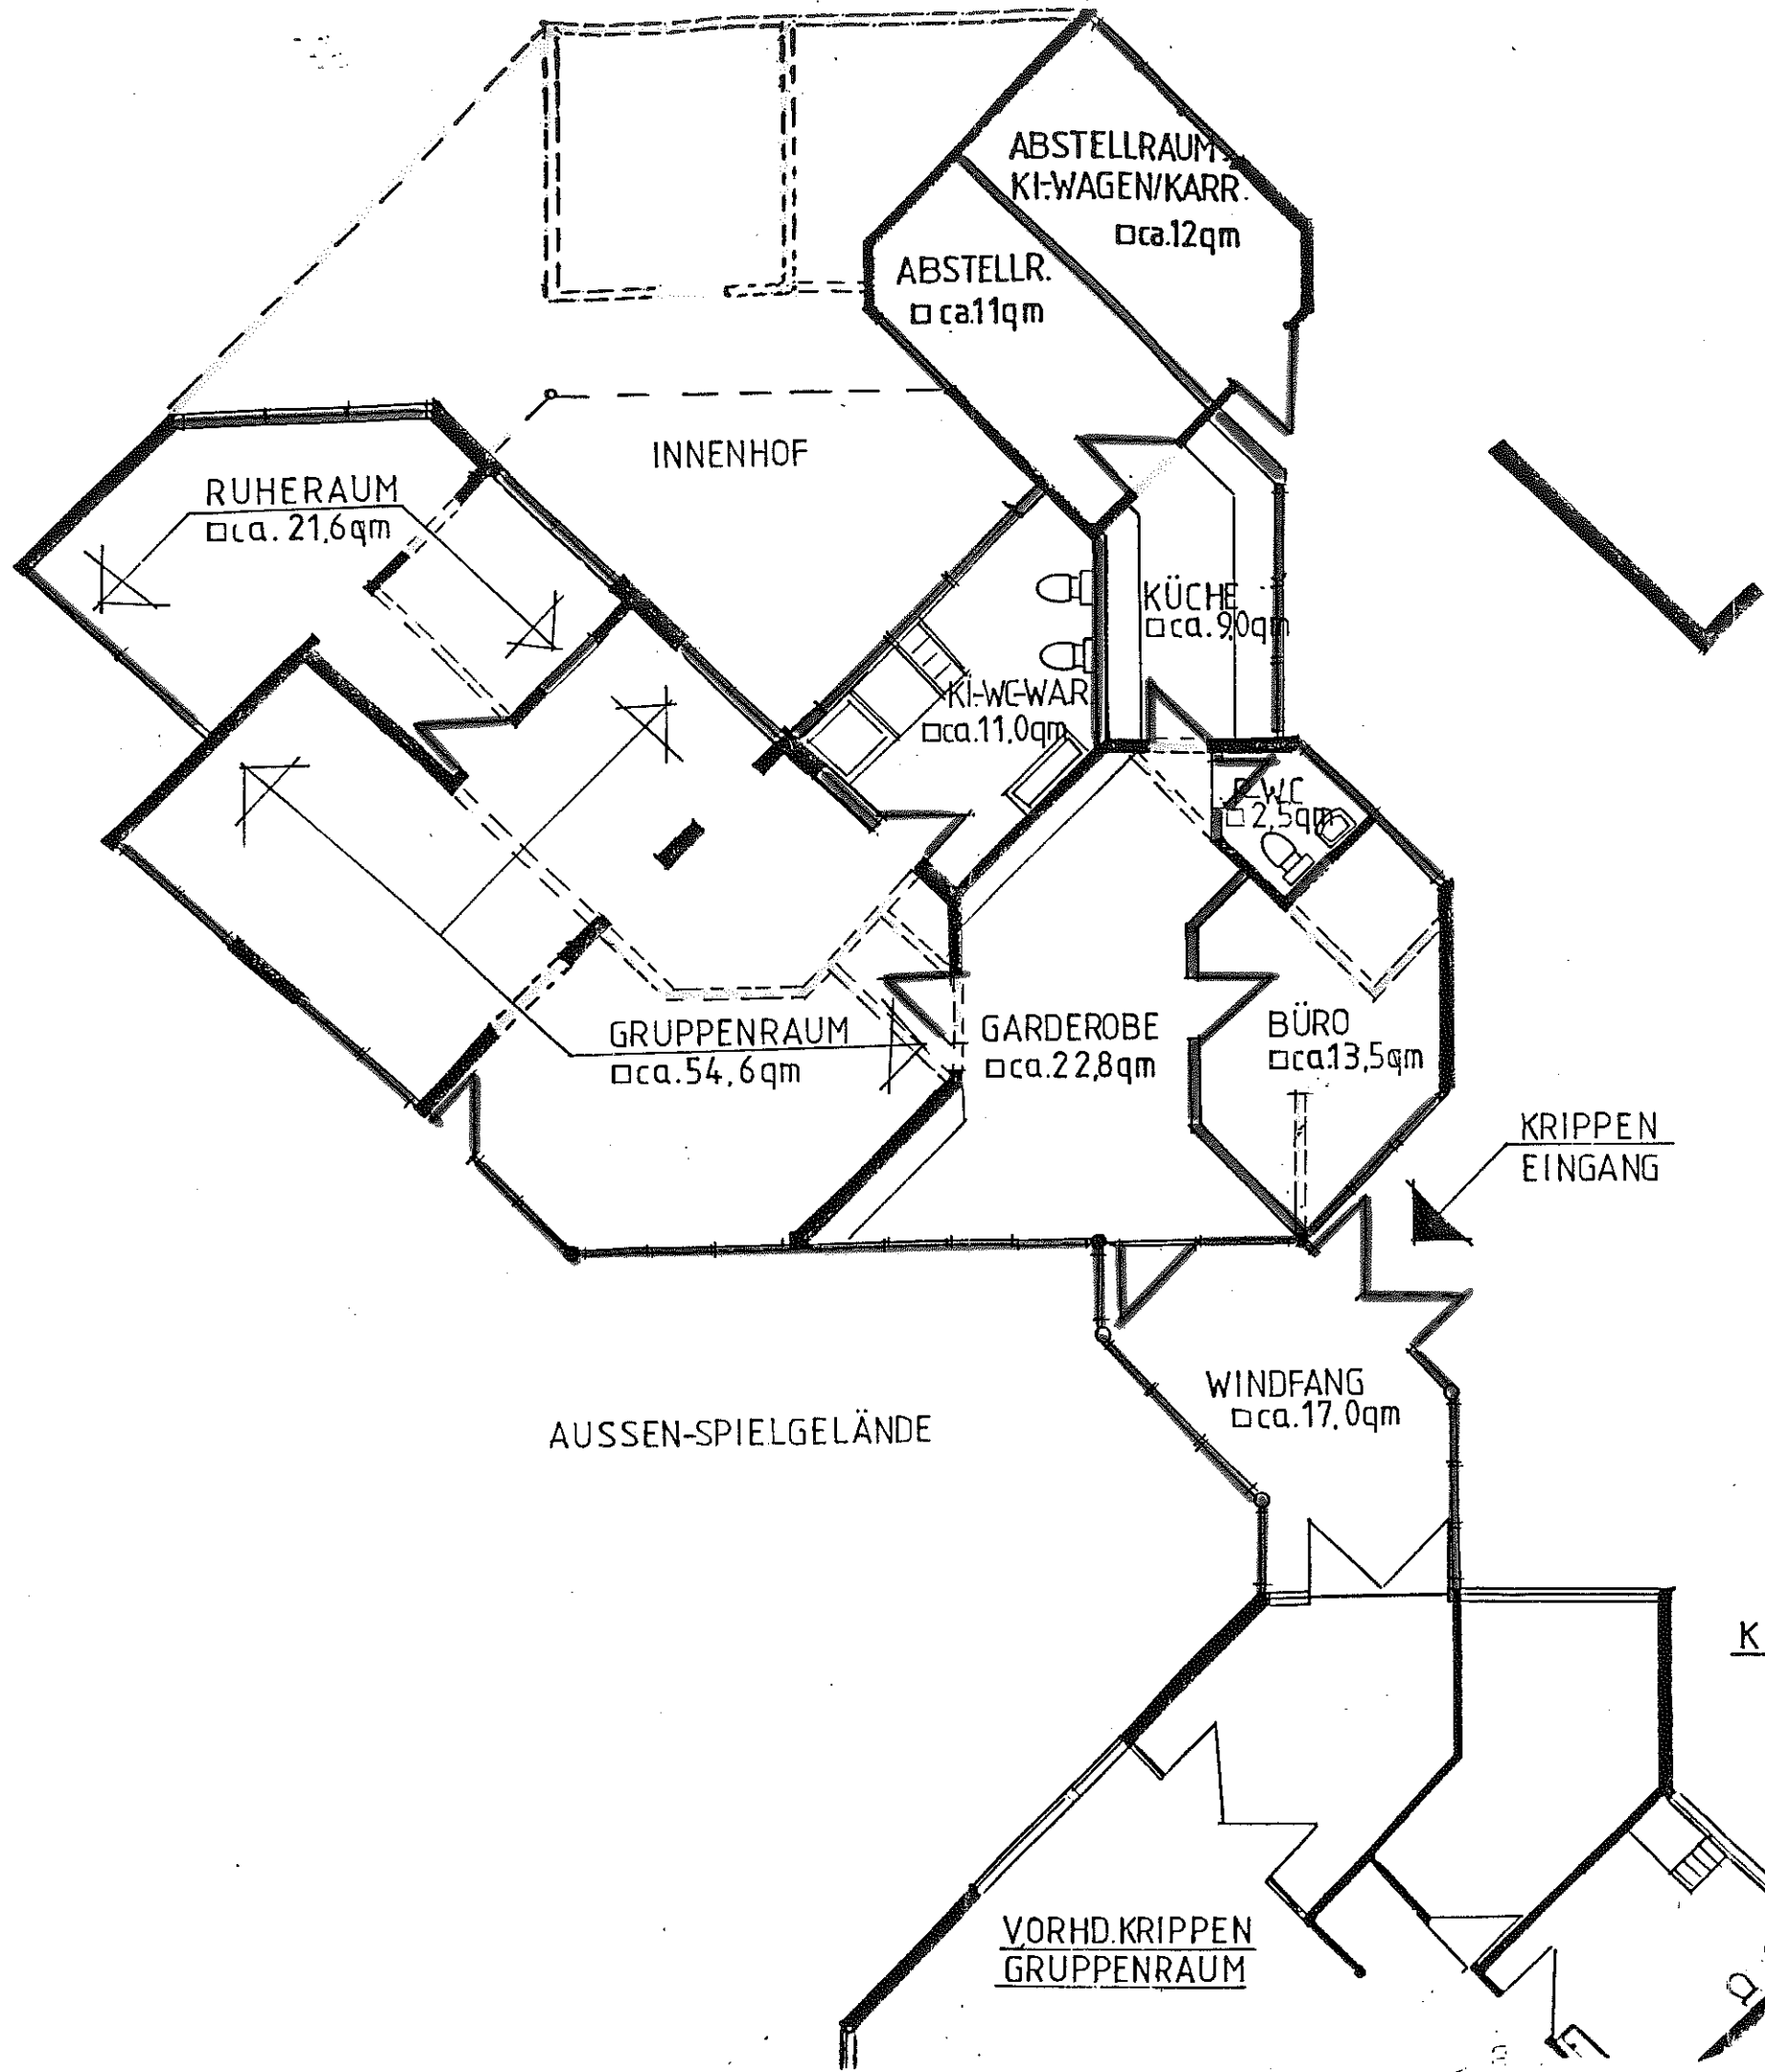 ABSTELLRAUM
KI-WAGEN/KARR.
□ca.12qm
ABSTELLR.
□ca.11qm
INNENHOF
RUHERAUM
□ca. 21,6qm
KÜCHE
□ca.9,0qm
KI-WC-WAR
□ca.11,0qm
P-WC
□2,5qm
GRUPPENRAUM
□ca.54,6qm
GARDEROBE
□ca.22,8qm
BÜRO
□ca.13,5qm
KRIPPEN
EINGANG
WINDFANG
□ca.17,0qm
AUSSEN-SPIELGELÄNDE
K
VORHD.KRIPPEN
GRUPPENRAUM